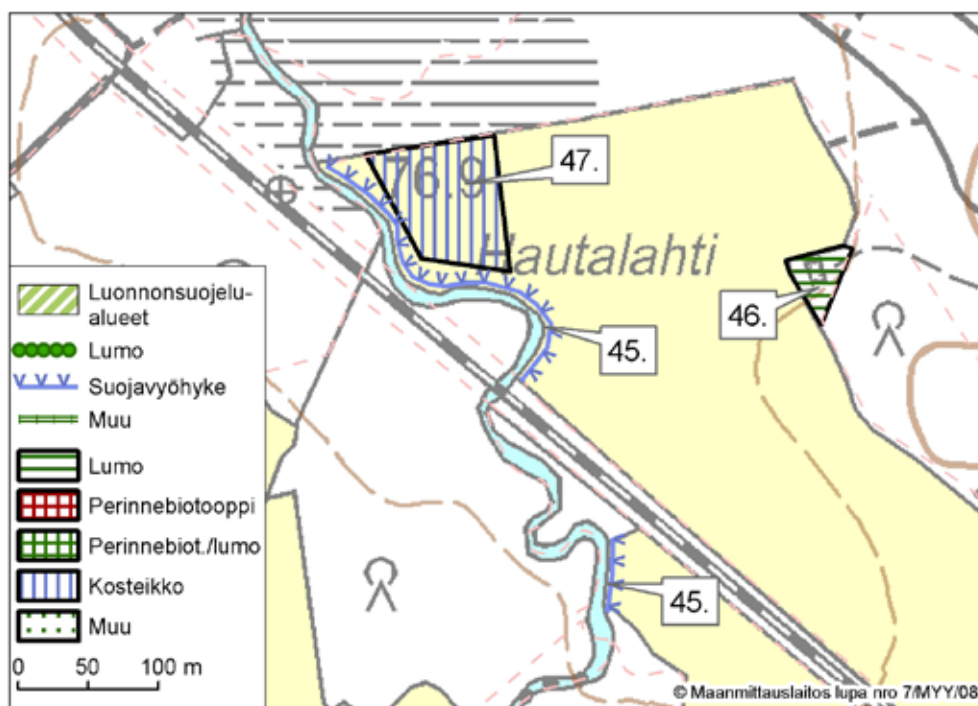 76.9
47.
Hautalahti
46.
45.
45.
Luonnonsuojelu-
alueet
Lumo
Suojavyöhyke
Muu
Lumo
Perinnebiotooppi
Perinnebiot./lumo
Kosteikko
Muu
0 50 100 m
© Maanmittauslaitos lupa nro 7/MYY/08